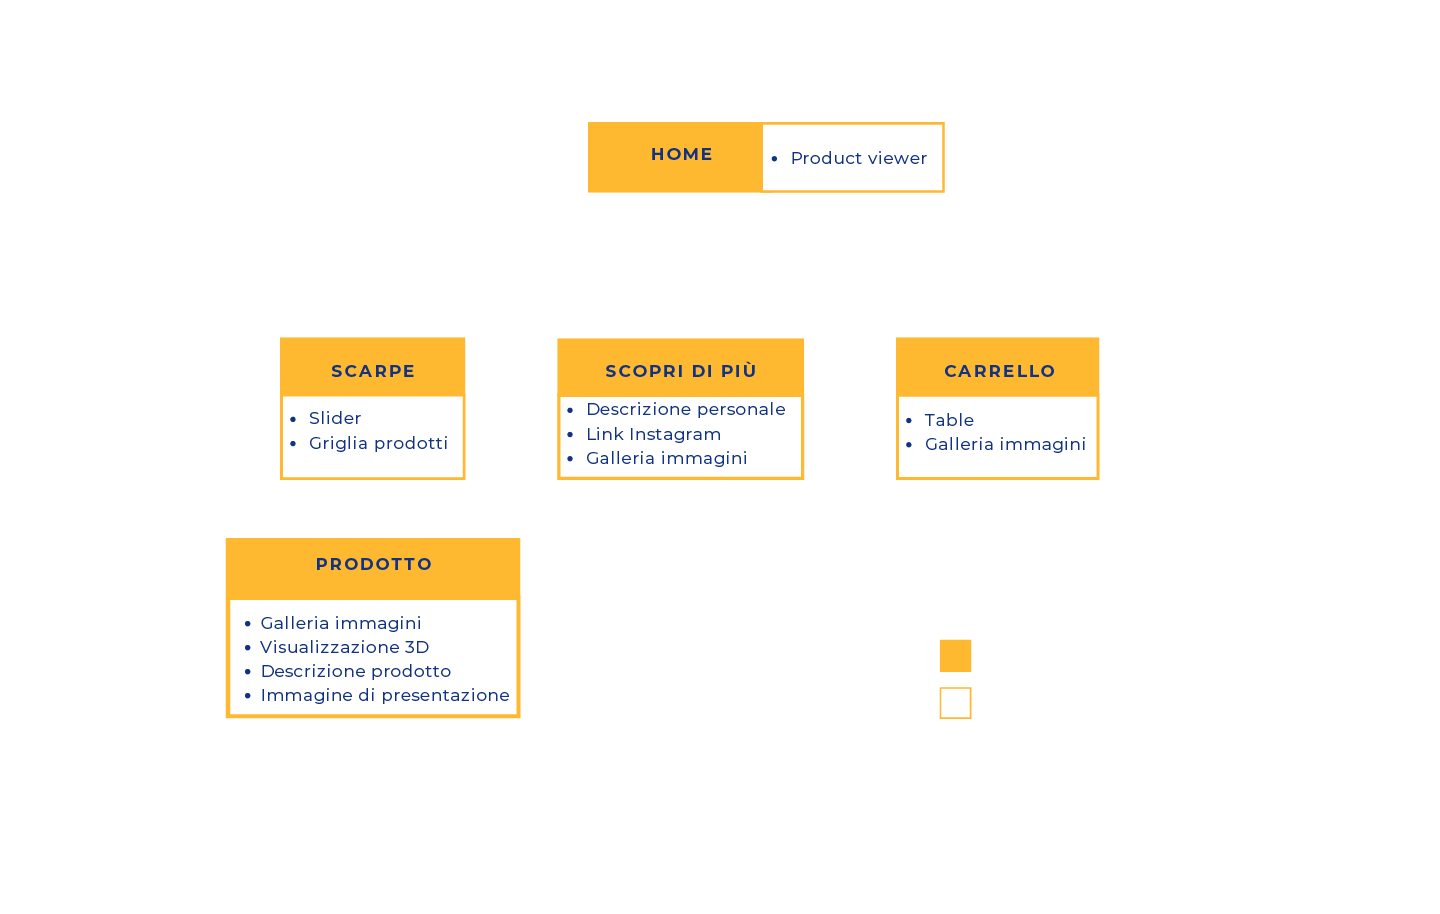 HOME
• Product viewer
SCARPE
• Slider
• Griglia prodotti
SCOPRI DI PIÙ
• Descrizione personale
• Link Instagram
• Galleria immagini
CARRELLO
• Table
• Galleria immagini
PRODOTTO
• Galleria immagini
• Visualizzazione 3D
• Descrizione prodotto
• Immagine di presentazione